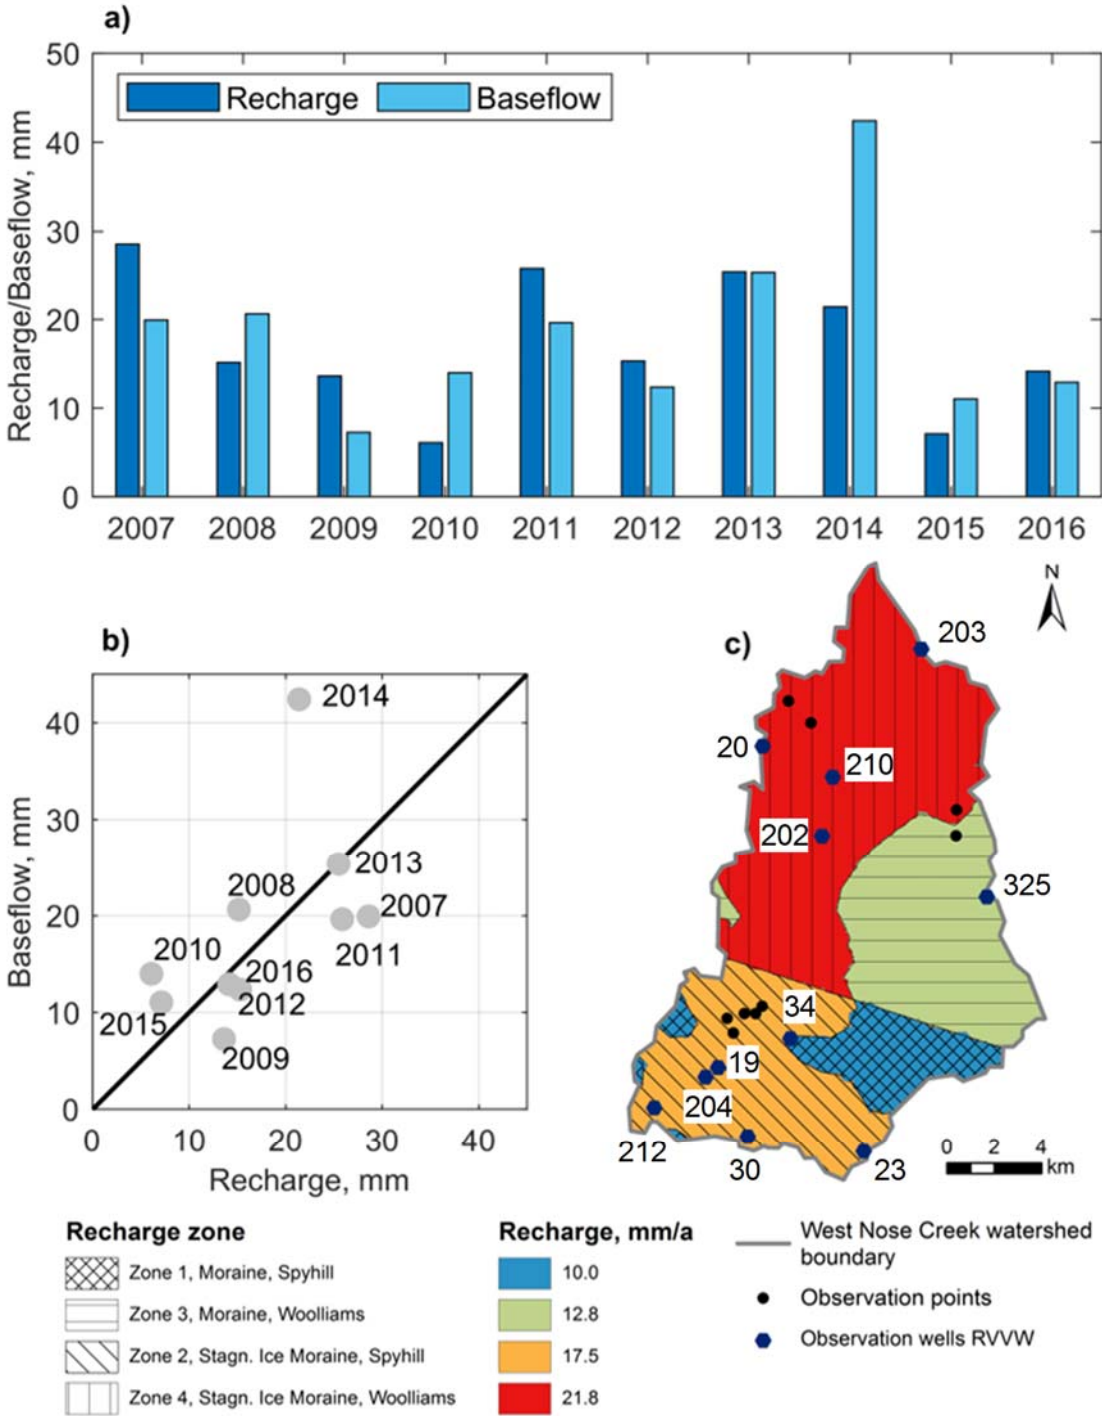 a)
50
40
30
20
10
0
Recharge/Baseflow, mm
Recharge
Baseflow
2007 2008 2009 2010 2011 2012 2013 2014 2015 2016
b)
40
30
20
10
0
Baseflow, mm
2014
2013
2008
2007
2011
2010
2016
2012
2015
2009
0 10 20 30 40
Recharge, mm
c)
N
203
20
210
202
325
34
19
204
212
30
23
0 2 4
km
Recharge zone
Zone 1, Moraine, Spyhill
Zone 3, Moraine, Woolliams
Zone 2, Stagn. Ice Moraine, Spyhill
Zone 4, Stagn. Ice Moraine, Woolliams
Recharge, mm/a
10.0
12.8
17.5
21.8
West Nose Creek watershed
boundary
Observation points
Observation wells RVVW